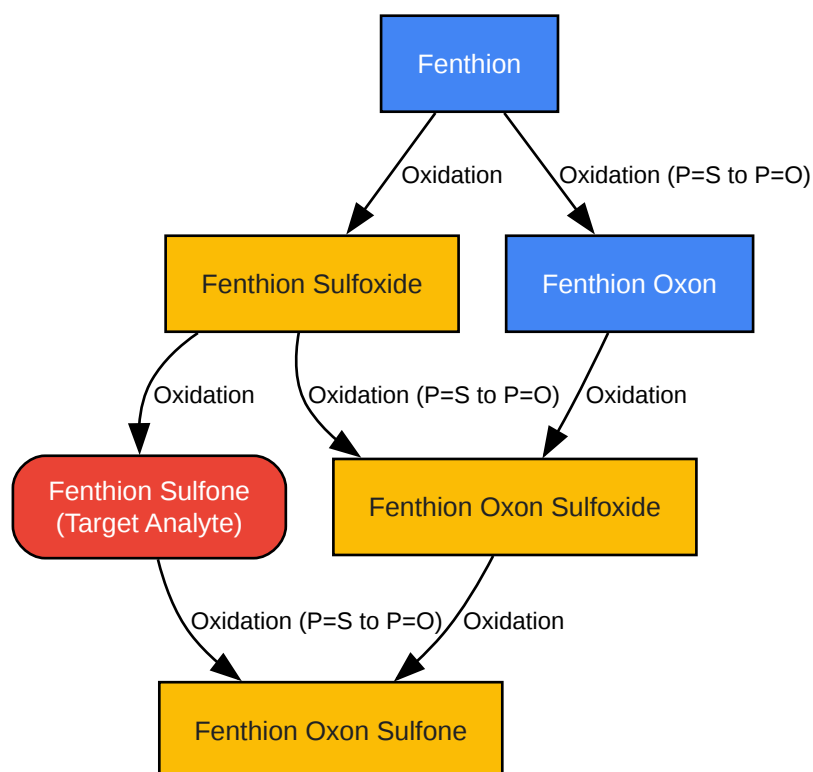 Fenthion
Oxidation
Oxidation (P=S to P=O)
Fenthion Sulfoxide
Fenthion Oxon
Oxidation
Oxidation (P=S to P=O)
Oxidation
Fenthion Sulfone
(Target Analyte)
Fenthion Oxon Sulfoxide
Oxidation (P=S to P=O)
Oxidation
Fenthion Oxon Sulfone